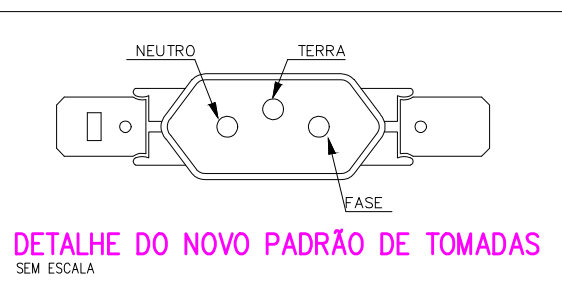 NEUTRO
TERRA
FASE
DETALHE DO NOVO PADRÃO DE TOMADAS
SEM ESCALA